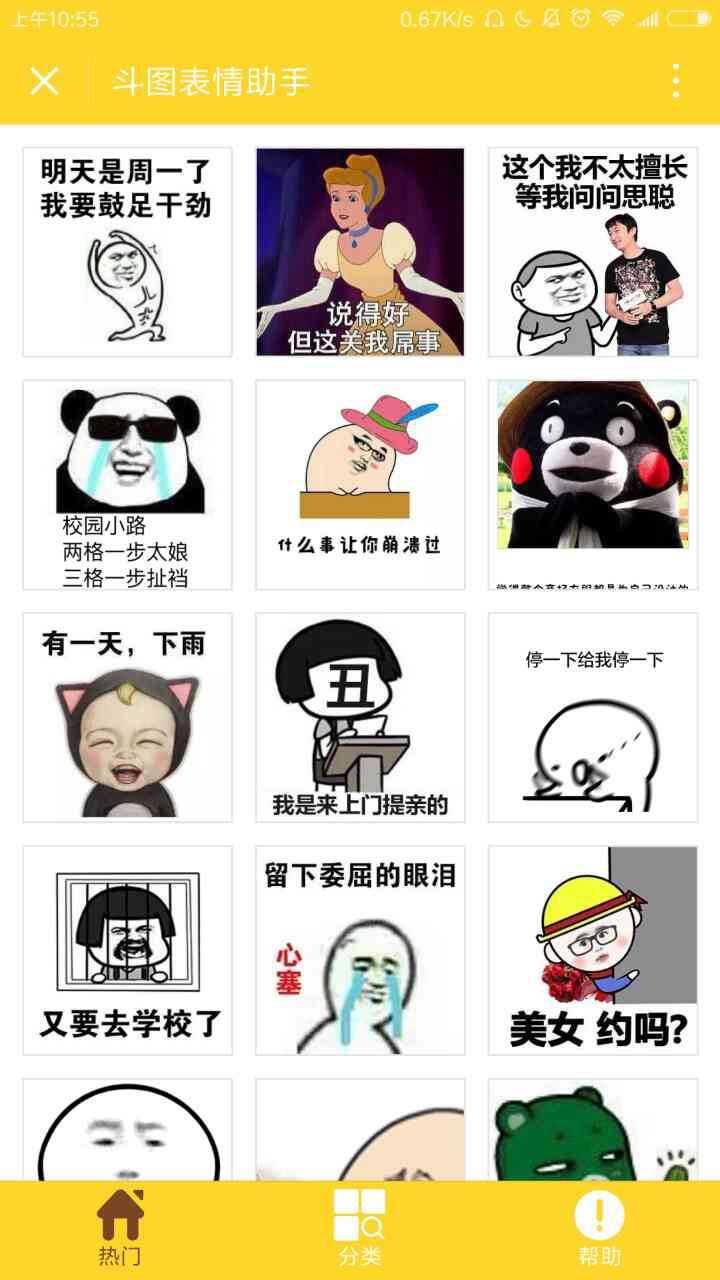 上午10:55
0.67K/s
斗图表情助手
明天是周一了
我要鼓足干劲
说得好
但这关我屌事
这个我不太擅长
等我问问思聪
校园小路
两格一步太娘
三格一步扯裆
什么事让你崩溃过
有一天，下雨
丑
我是来上门提亲的
停一下给我停一下
又要去学校了
留下委屈的眼泪
心
塞
美女 约吗?
热门
分类
帮助